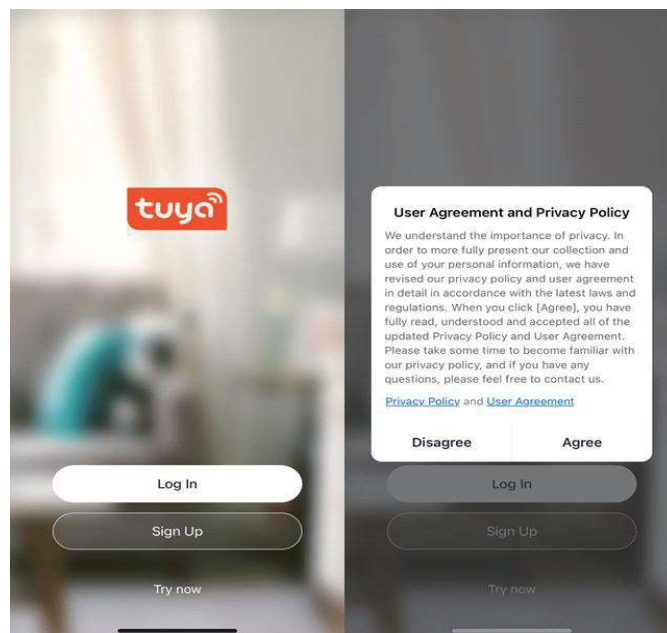 tuya
Log In
Sign Up
Try now
User Agreement and Privacy Policy
We understand the importance of privacy. In
order to more fully present our collection and
use of your personal information, we have
revised our privacy policy and user agreement
in detail in accordance with the latest laws and
regulations. When you click [Agree], you have
fully read, understood and accepted all of the
updated Privacy Policy and User Agreement.
Please take some time to become familiar with
our privacy policy, and if you have any
questions, please feel free to contact us.
Privacy Policy and User Agreement
Disagree Agree
Log In
Sign Up
Try now